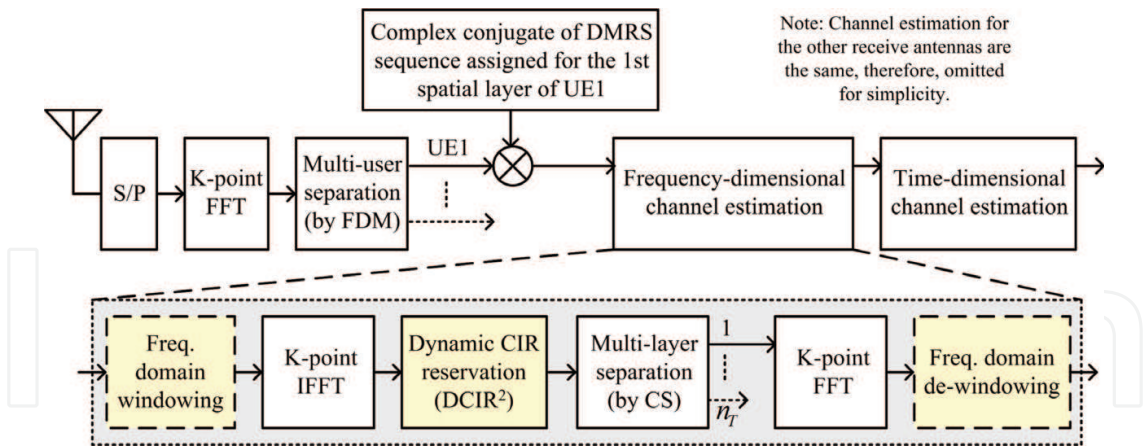 Complex conjugate of DMRS
sequence assigned for the 1st
spatial layer of UE1
Note: Channel estimation for
the other receive antennas are
the same, therefore, omitted
for simplicity.
S/P
K-point
FFT
Multi-user
separation
(by FDM)
UE1
Frequency-dimensional
channel estimation
Time-dimensional
channel estimation
Freq.
domain
windowing
K-point
IFFT
Dynamic CIR
reservation
(DCIR²)
Multi-layer
separation
(by CS)
1
n_T
K-point
FFT
Freq. domain
de-windowing